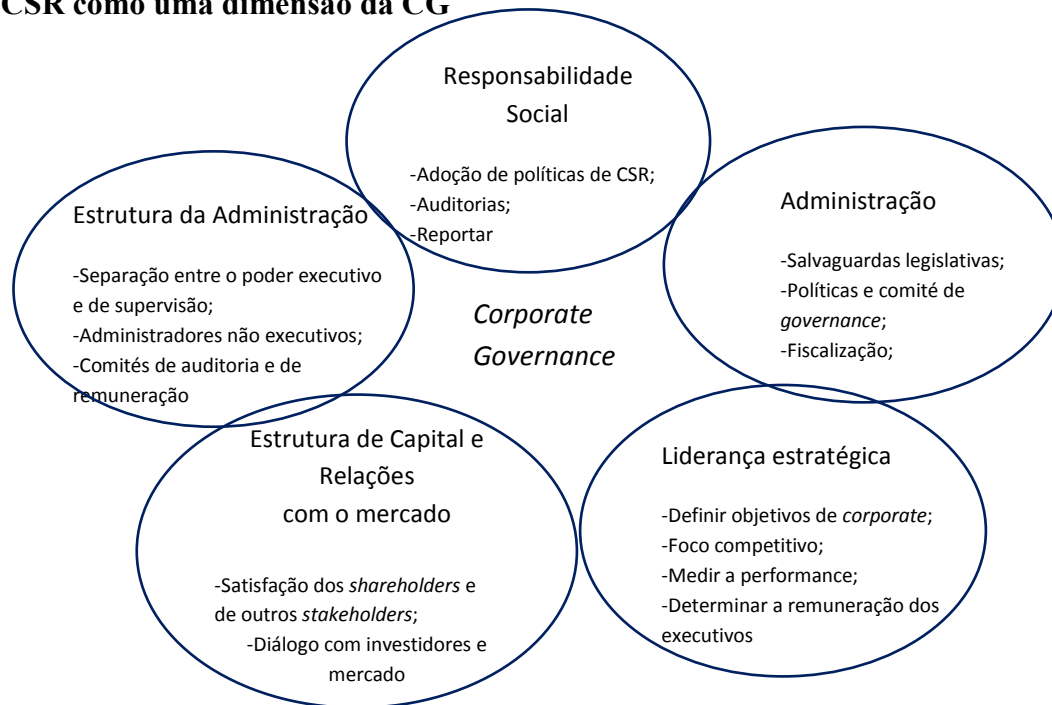 CSR como uma dimensão da CG
Responsabilidade
Social
-Adoção de políticas de CSR;
-Auditorias;
-Reportar
Estrutura da Administração
-Separação entre o poder executivo
e de supervisão;
-Administradores não executivos;
-Comités de auditoria e de
remuneração
Administração
-Salvaguardas legislativas;
-Políticas e comité de
governance;
-Fiscalização;
Corporate
Governance
Estrutura de Capital e
Relações
com o mercado
-Satisfação dos shareholders e
de outros stakeholders;
-Diálogo com investidores e
mercado
Liderança estratégica
-Definir objetivos de corporate;
-Foco competitivo;
-Medir a performance;
-Determinar a remuneração dos
executivos